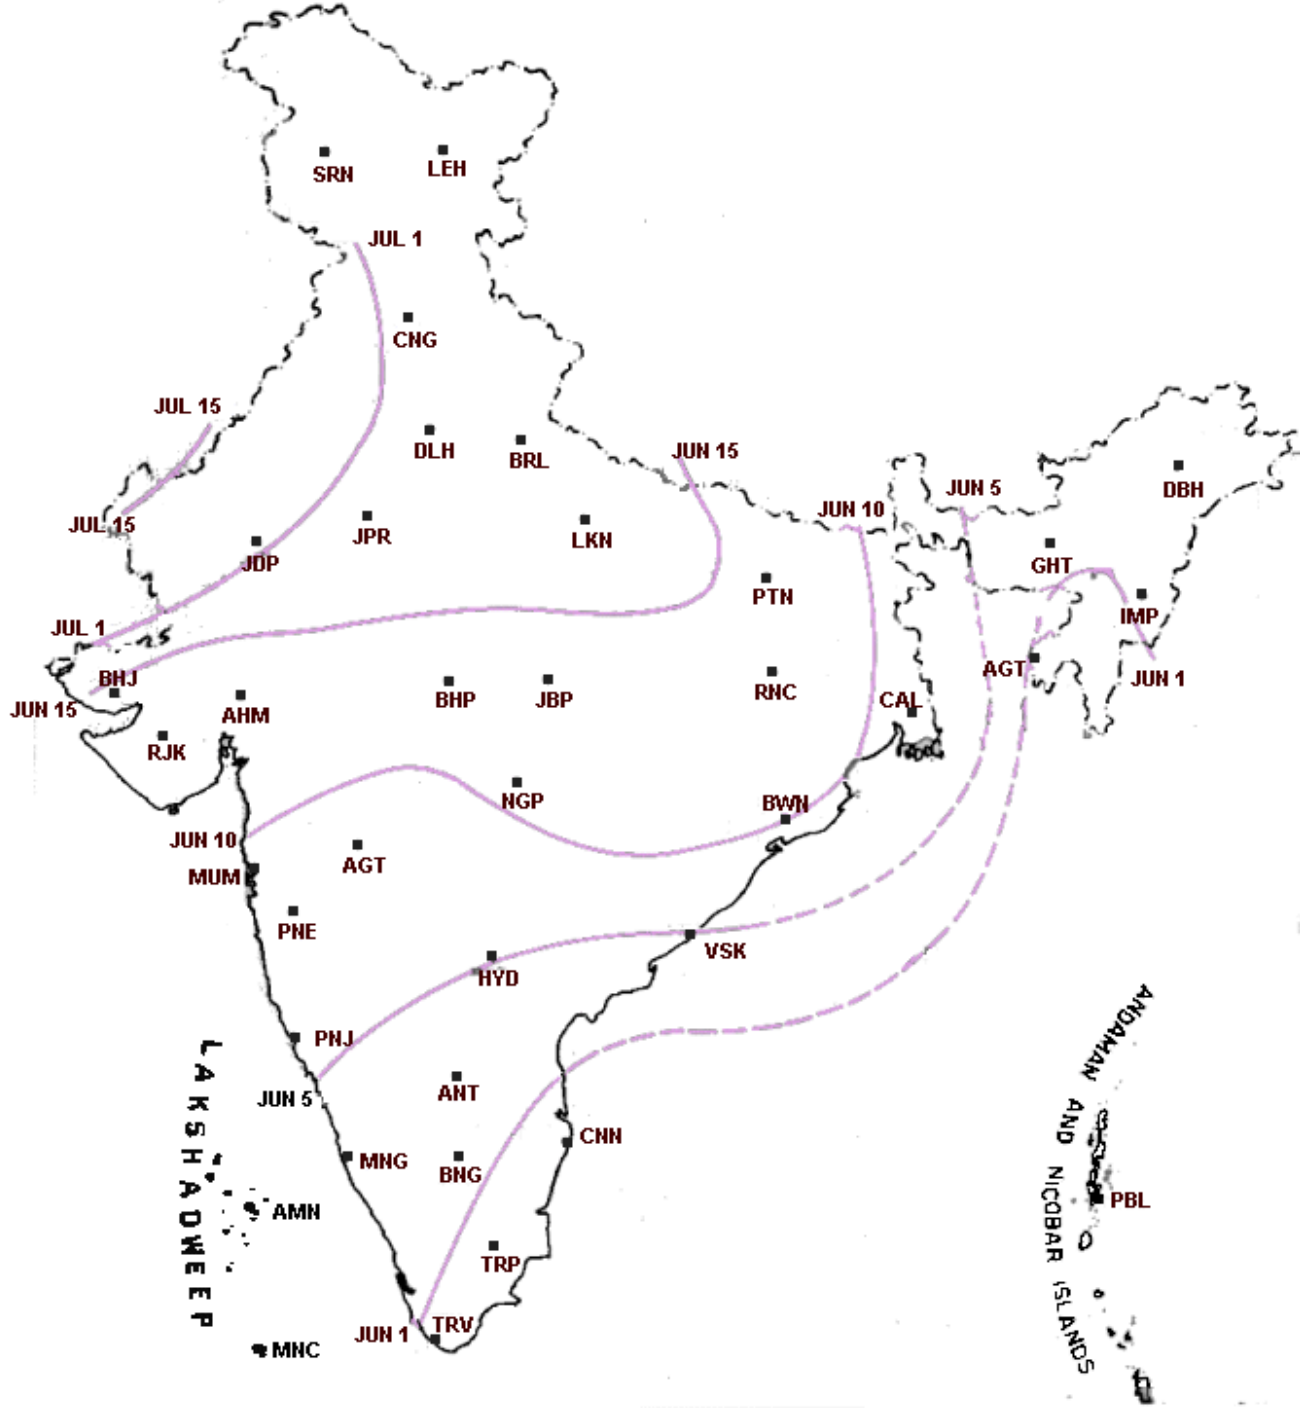 SRN
LEH
JUL 1
CNG
JUL 15
DLH
BRL
JUN 15
DBH
JUN 5
JUN 10
JUL 15
JPR
LKN
JDP
GHT
PTN
IMP
JUL 1
AGT
JUN 1
BHJ
BHP
JBP
RNC
CAL
JUN 15
AHM
RJK
NGP
BWN
JUN 10
AGT
MUM
PNE
VSK
HYD
PNJ
ANT
JUN 5
CNN
MNG
BNG
LAKSHADWEEP
AMN
TRP
TRV
JUN 1
MNC
ANDAMAN AND NICOBAR ISLANDS
PBL